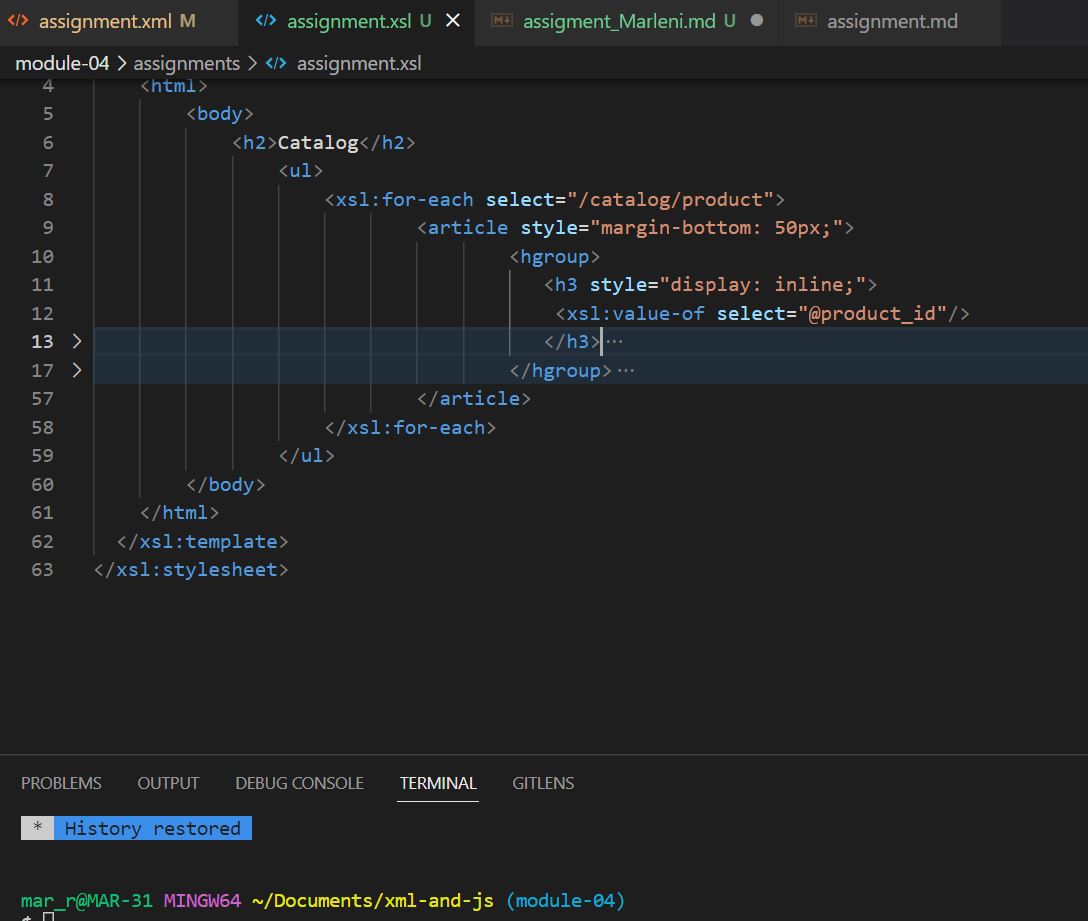 assignment.xml M assignment.xsl U assigment_Marleni.md U assignment.md
module-04 > assignments > assignment.xsl
4 <html>
5 <body>
6 <h2>Catalog</h2>
7 <ul>
8 <xsl:for-each select="/catalog/product">
9 <article style="margin-bottom: 50px;">
10 <hgroup>
11 <h3 style="display: inline;">
12 <xsl:value-of select="@product_id"/>
13 </h3>···
17 </hgroup>···
57 </article>
58 </xsl:for-each>
59 </ul>
60 </body>
61 </html>
62 </xsl:template>
63 </xsl:stylesheet>
PROBLEMS OUTPUT DEBUG CONSOLE TERMINAL GITLENS
* History restored
mar_r@MAR-31 MINGW64 ~/Documents/xml-and-js (module-04)
$